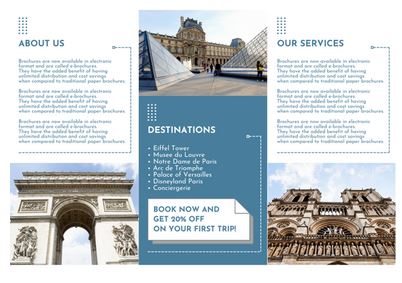 ABOUT US
Brochures are now available in electronic
format and are called e-brochures.
They have the added benefit of having
unlimited distribution and cost savings
when compared to traditional paper brochures.
Brochures are now available in electronic
format and are called e-brochures.
They have the added benefit of having
unlimited distribution and cost savings
when compared to traditional paper brochures.
Brochures are now available in electronic
format and are called e-brochures.
They have the added benefit of having
unlimited distribution and cost savings
when compared to traditional paper brochures.
DESTINATIONS
• Eiffel Tower
• Musee du Louvre
• Notre Dame de Paris
• Arc de Triomphe
• Palace of Versailles
• Disneyland Paris
• Conciergerie
BOOK NOW AND
GET 20% OFF
ON YOUR FIRST TRIP!
OUR SERVICES
Brochures are now available in electronic
format and are called e-brochures.
They have the added benefit of having
unlimited distribution and cost savings
when compared to traditional paper brochures.
Brochures are now available in electronic
format and are called e-brochures.
They have the added benefit of having
unlimited distribution and cost savings
when compared to traditional paper brochures.
Brochures are now available in electronic
format and are called e-brochures.
They have the added benefit of having
unlimited distribution and cost savings
when compared to traditional paper brochures.